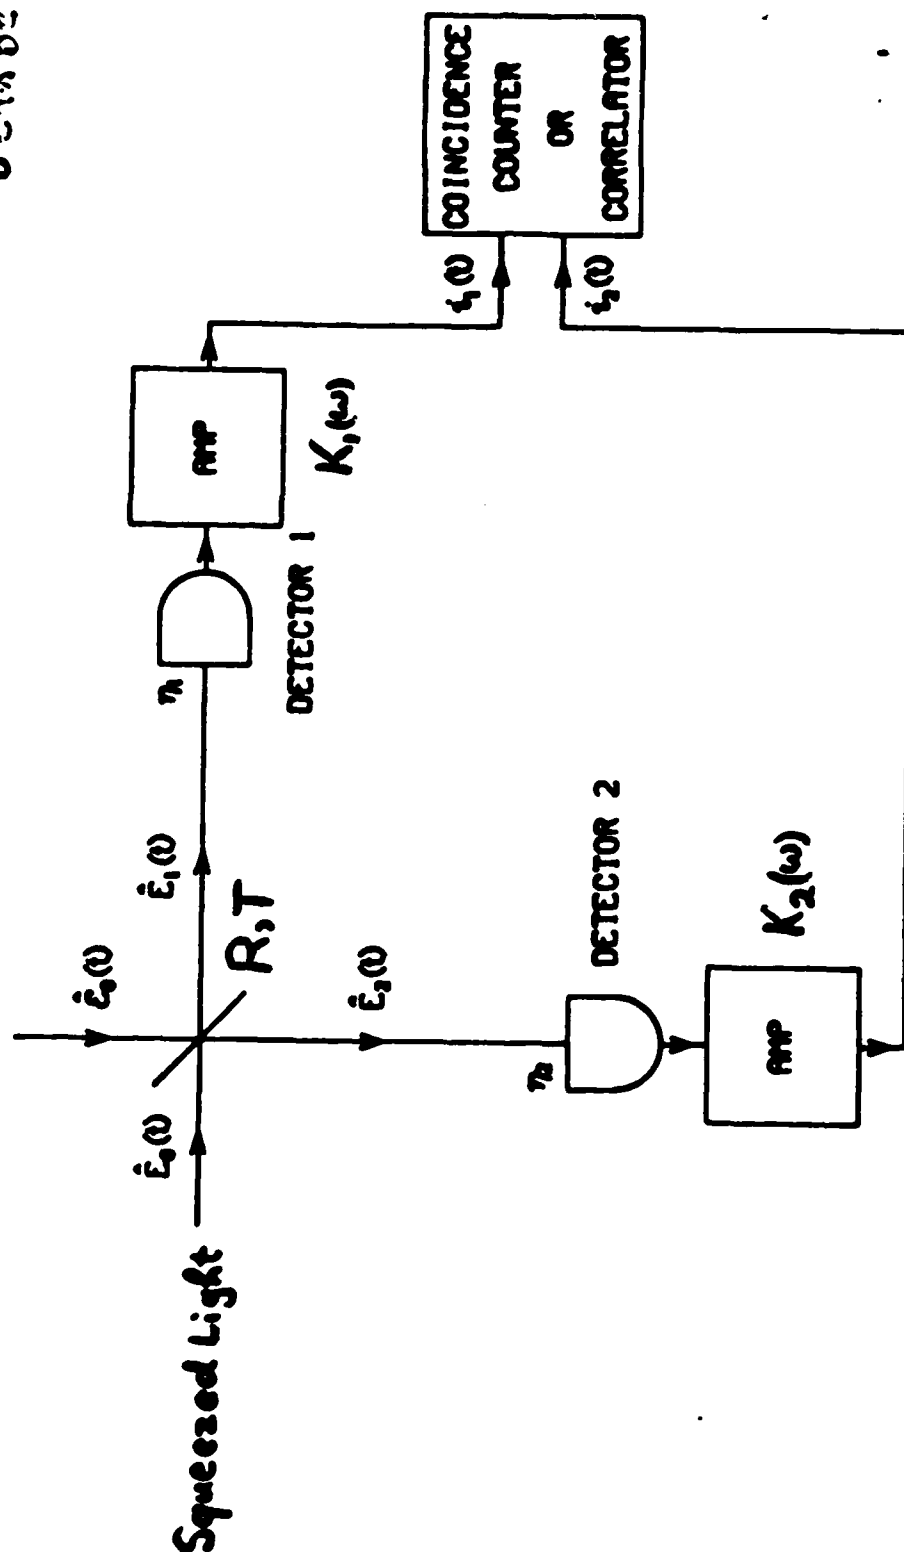 Squeezed Light
Ê₀(t)
Ê₀(t)
R,T
Ê₁(t)
Ê₂(t)
η₁
DETECTOR 1
AMP
K₁(ω)
η₂
DETECTOR 2
AMP
K₂(ω)
i₁(t)
i₂(t)
COINCIDENCE
COUNTER
OR
CORRELATOR